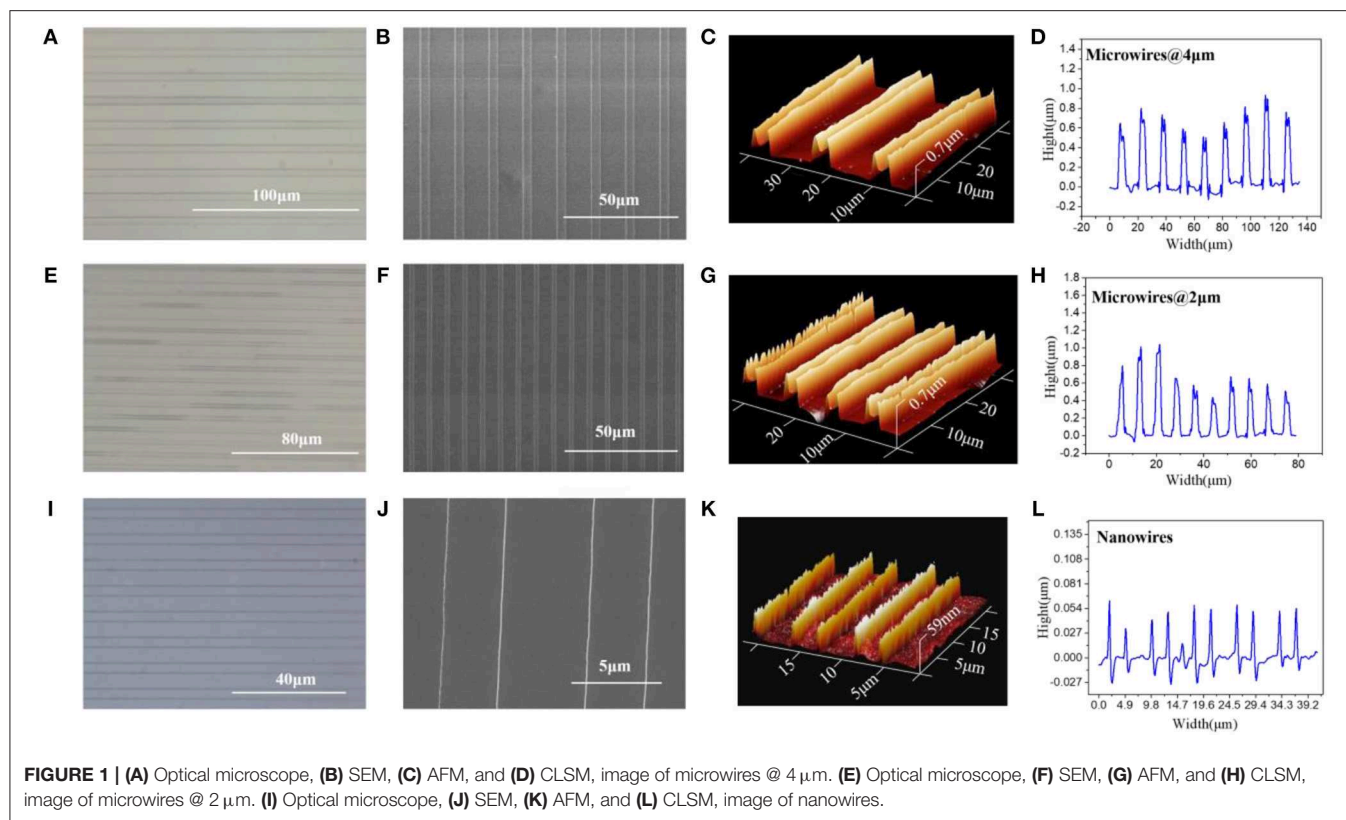 A
100μm
B
50μm
C
0.7μm
30
20
10μm
20
10μm
D
Microwires@4μm
Hight(μm)
1.4
1.2
1.0
0.8
0.6
0.4
0.2
0.0
-0.2
-20 0 20 40 60 80 100 120 140
Width(μm)
E
80μm
F
50μm
G
0.7μm
20
10μm
20
10μm
H
Microwires@2μm
Hight(μm)
1.8
1.6
1.4
1.2
1.0
0.8
0.6
0.4
0.2
0.0
-0.2
0 20 40 60 80
Width(μm)
I
40μm
J
5μm
K
59nm
15
10
5μm
15
10
5μm
L
Nanowires
Hight(μm)
0.135
0.108
0.081
0.054
0.027
0.000
-0.027
0.0 4.9 9.8 14.7 19.6 24.5 29.4 34.3 39.2
Width(μm)
FIGURE 1 | (A) Optical microscope, (B) SEM, (C) AFM, and (D) CLSM, image of microwires @ 4 μm. (E) Optical microscope, (F) SEM, (G) AFM, and (H) CLSM,
image of microwires @ 2 μm. (I) Optical microscope, (J) SEM, (K) AFM, and (L) CLSM, image of nanowires.